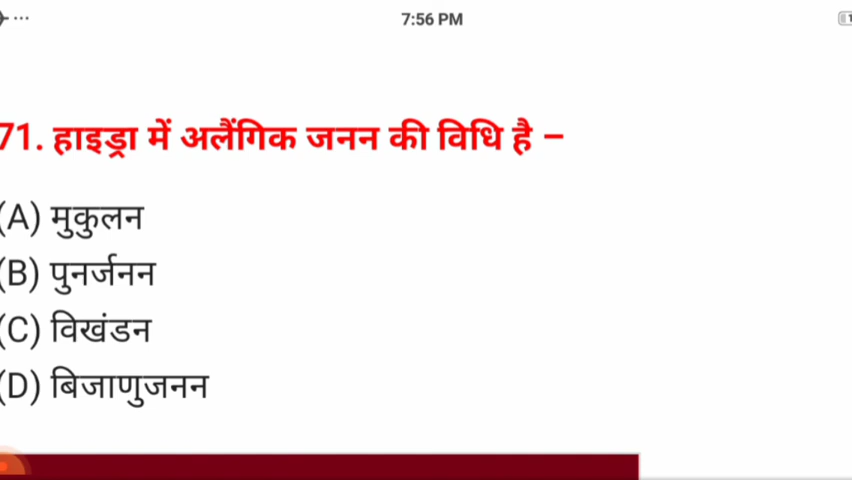 7:56 PM
71. हाइड्रा में अलैंगिक जनन की विधि है –
(A) मुकुलन
(B) पुनर्जनन
(C) विखंडन
(D) बिजाणुजनन